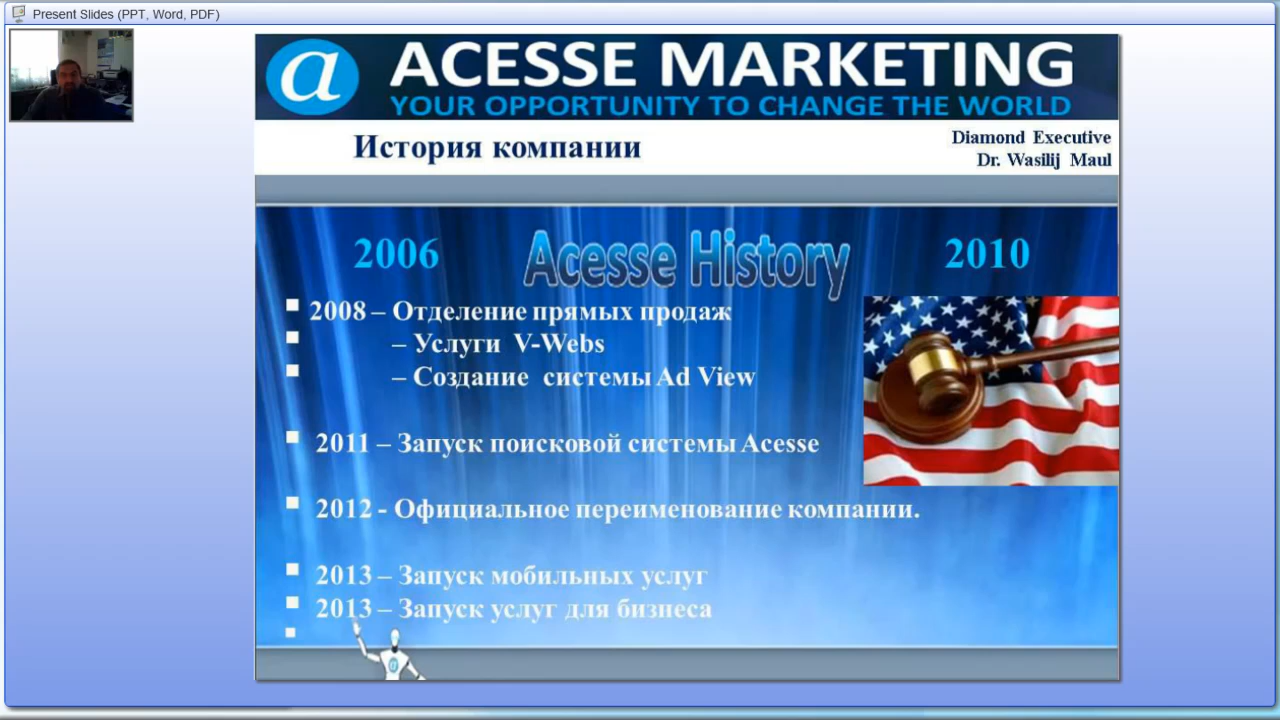 Present Slides (PPT, Word, PDF)
a ACESSE MARKETING
YOUR OPPORTUNITY TO CHANGE THE WORLD
История компании
Diamond Executive
Dr. Wasilij Maul
2006 Acesse History 2010
2008 – Отделение прямых продаж
– Услуги V-Webs
– Создание системы Ad View
2011 – Запуск поисковой системы Acesse
2012 - Официальное переименование компании.
2013 – Запуск мобильных услуг
2013 – Запуск услуг для бизнеса
a